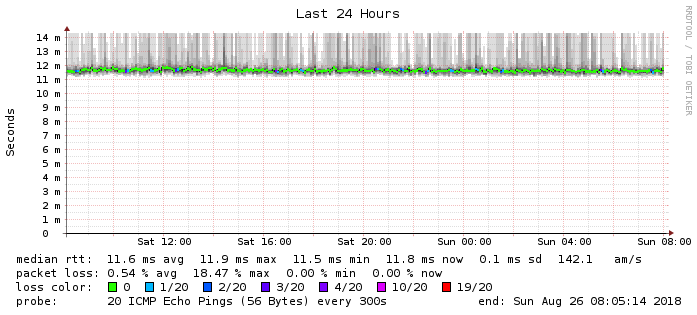 Last 24 Hours
RRDTOOL / TOBI OETIKER
Seconds
14 m
13 m
12 m
11 m
10 m
9 m
8 m
7 m
6 m
5 m
4 m
3 m
2 m
1 m
0
Sat 12:00 Sat 16:00 Sat 20:00 Sun 00:00 Sun 04:00 Sun 08:00
median rtt: 11.6 ms avg 11.9 ms max 11.5 ms min 11.8 ms now 0.1 ms sd 142.1 am/s
packet loss: 0.54 % avg 18.47 % max 0.00 % min 0.00 % now
loss color: 0 1/20 2/20 3/20 4/20 10/20 19/20
probe: 20 ICMP Echo Pings (56 Bytes) every 300s end: Sun Aug 26 08:05:14 2018